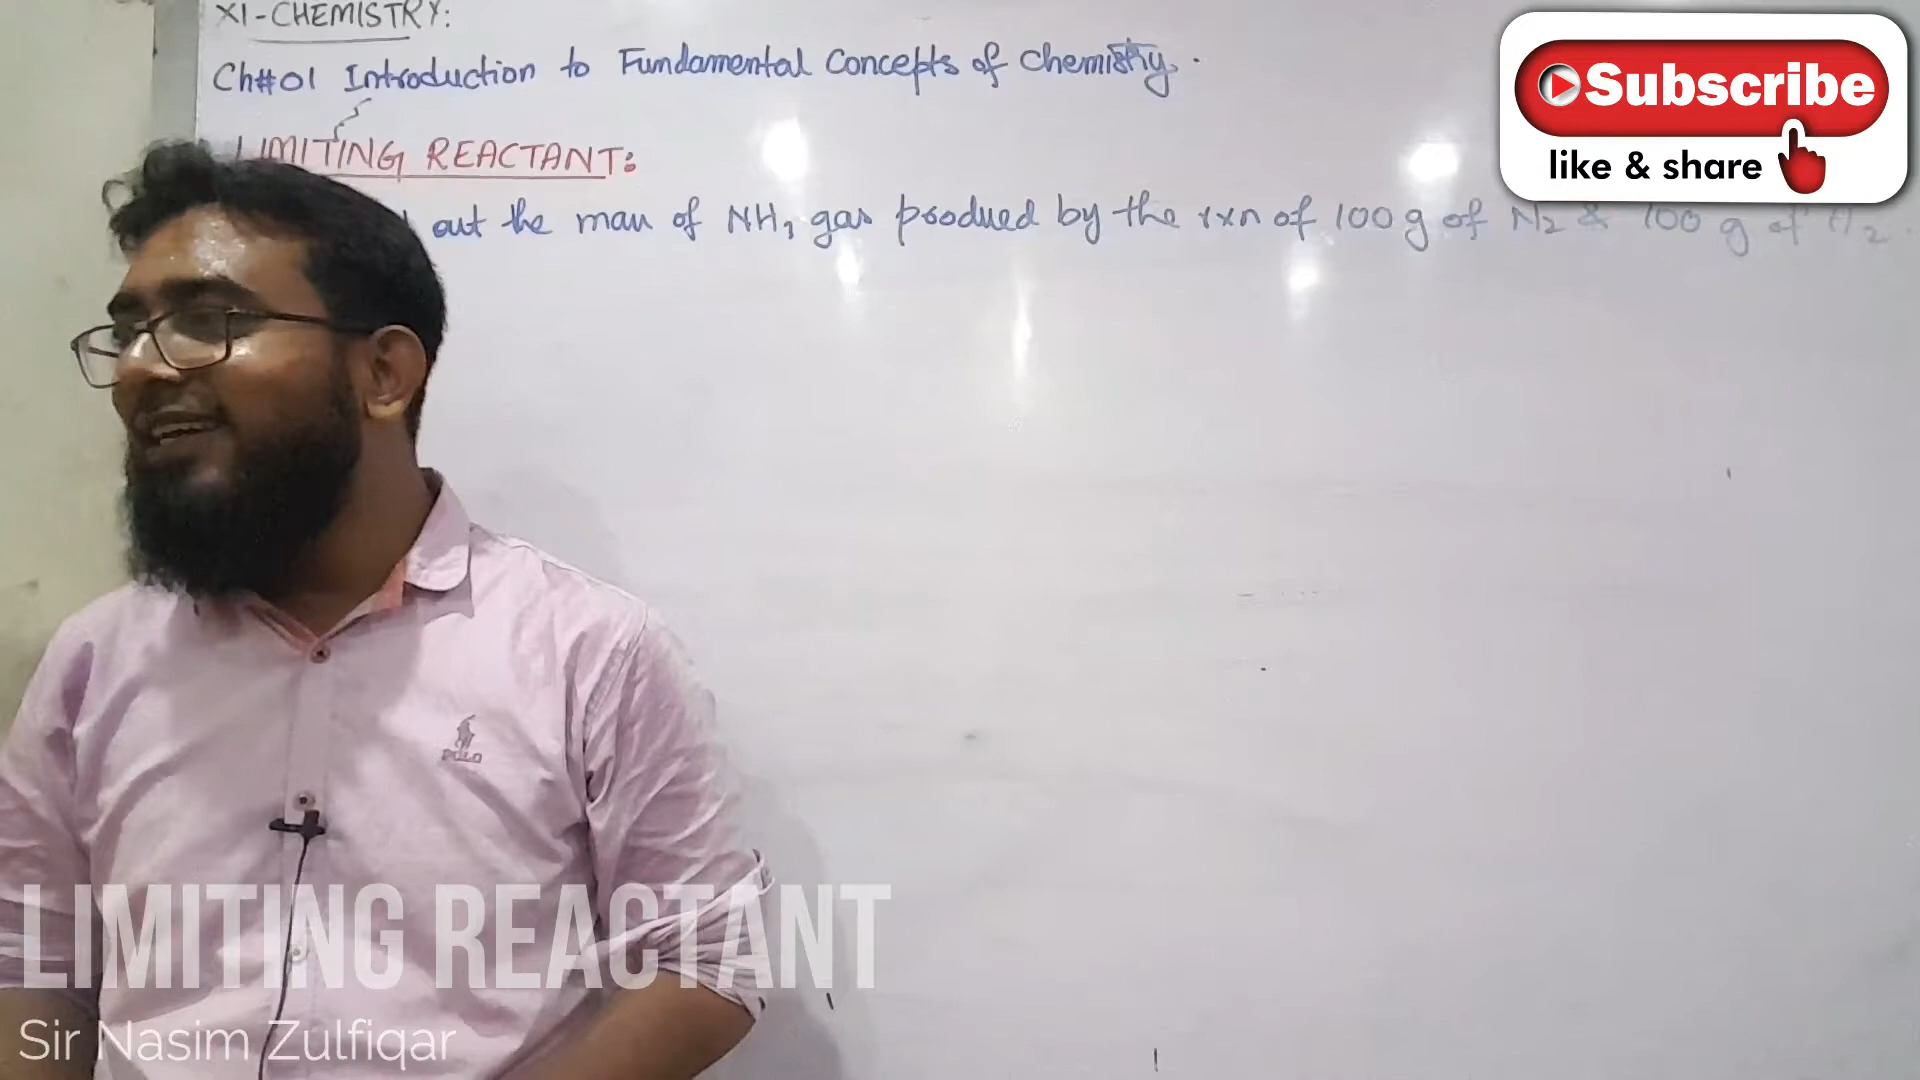 XI-CHEMISTRY:
Ch#01 Introduction to Fundamental Concepts of Chemistry.
LIMITING REACTANT:
out the mass of NH3 gas produced by the rxn of 100 g of N2 & 100 g of H2.
Subscribe
like & share
POLO
LIMITING REACTANT
Sir Nasim Zulfiqar